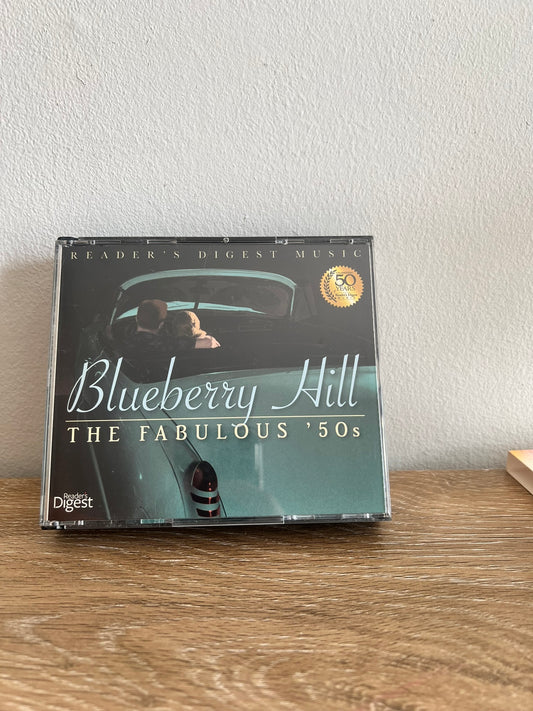 READER'S DIGEST MUSIC
50
YEARS
Blueberry Hill
THE FABULOUS '50s
Reader's
Digest